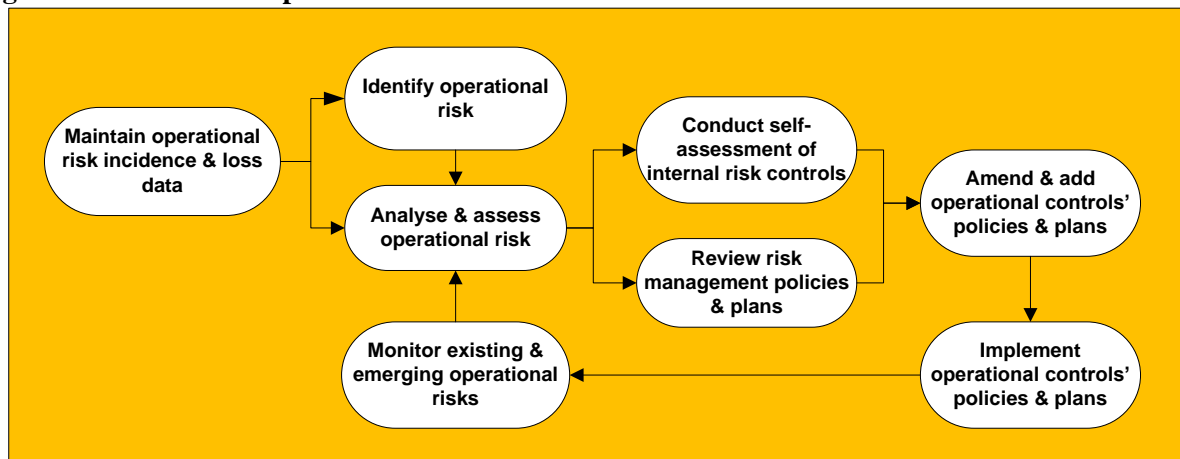 Identify operational
risk
Maintain operational
risk incidence & loss
data
Analyse & assess
operational risk
Conduct self-
assessment of
internal risk controls
Review risk
management policies
& plans
Amend & add
operational controls’
policies & plans
Implement
operational controls’
policies & plans
Monitor existing &
emerging operational
risks